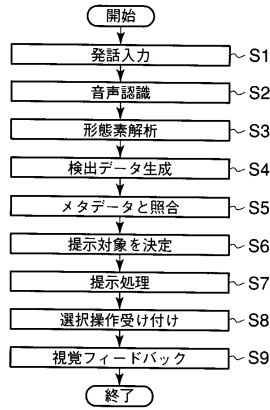 開始
発話入力 S1
音声認識 S2
形態素解析 S3
検出データ生成 S4
メタデータと照合 S5
提示対象を決定 S6
提示処理 S7
選択操作受け付け S8
視覚フィードバック S9
終了